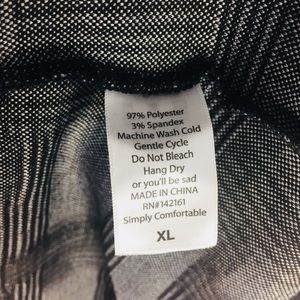 97% Polyester
3% Spandex
Machine Wash Cold
Gentle Cycle
Do Not Bleach
Hang Dry
or you'll be sad
MADE IN CHINA
RN#142161
Simply Comfortable
XL